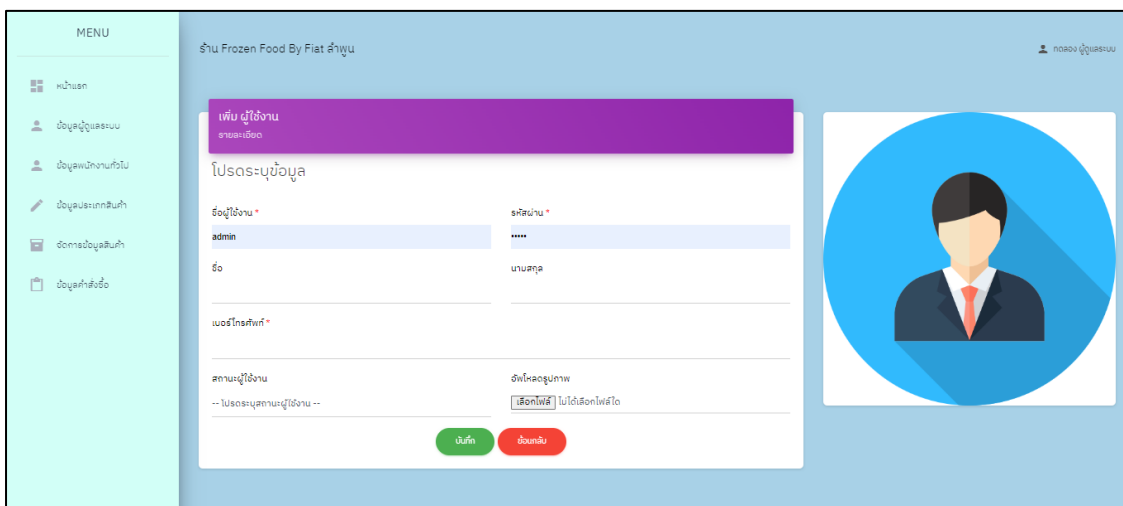 MENU
หน้าแรก
ข้อมูลผู้ดูแลระบบ
ข้อมูลพนักงานทั่วไป
ข้อมูลประเภทสินค้า
จัดการข้อมูลสินค้า
ข้อมูลคำสั่งซื้อ
ร้าน Frozen Food By Fiat ลำพูน
ทดลอง ผู้ดูแลระบบ
เพิ่ม ผู้ใช้งาน
รายละเอียด
โปรดระบุข้อมูล
ชื่อผู้ใช้งาน * รหัสผ่าน *
admin •••••
ชื่อ นามสกุล
เบอร์โทรศัพท์ *
สถานะผู้ใช้งาน อัพโหลดรูปภาพ
-- โปรดระบุสถานะผู้ใช้งาน -- เลือกไฟล์ ไม่ได้เลือกไฟล์ใด
บันทึก ย้อนกลับ